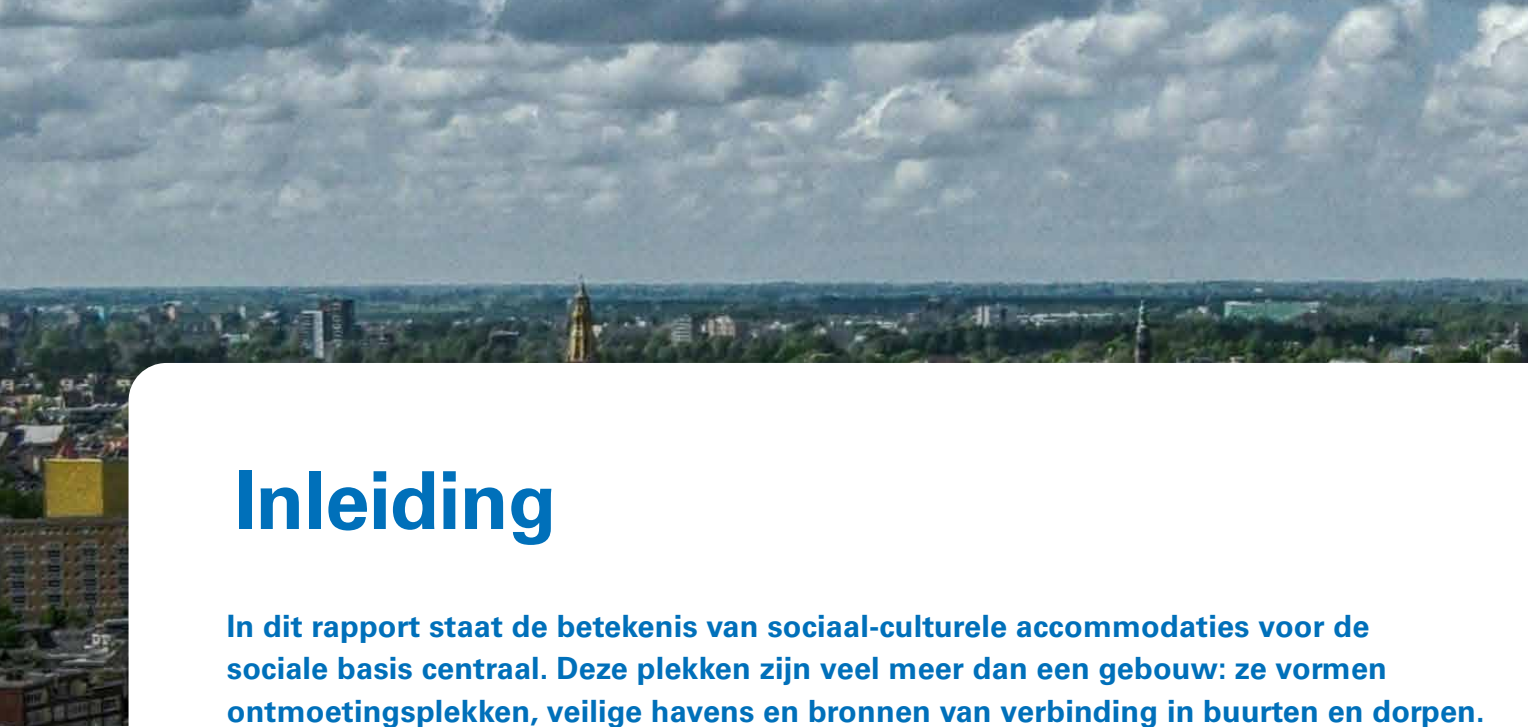 Inleiding
In dit rapport staat de betekenis van sociaal-culturele accommodaties voor de
sociale basis centraal. Deze plekken zijn veel meer dan een gebouw: ze vormen
ontmoetingsplekken, veilige havens en bronnen van verbinding in buurten en dorpen.